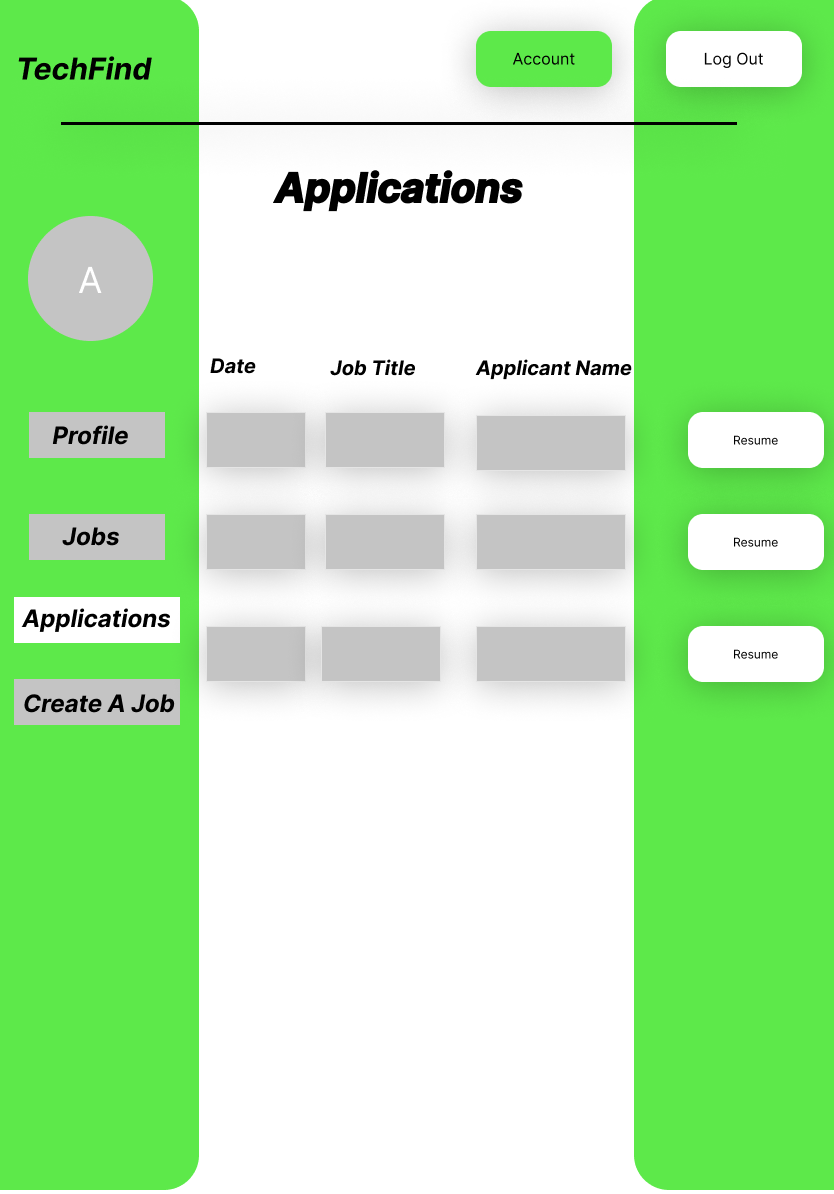 TechFind
Account
Log Out
Applications
A
Date
Job Title
Applicant Name
Profile
Resume
Jobs
Resume
Applications
Resume
Create A Job